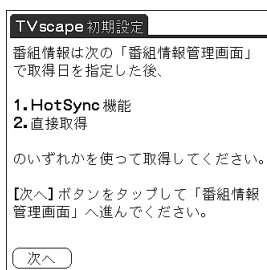 TVscape 初期設定
番組情報は次の「番組情報管理画面」
で取得日を指定した後、
1. HotSync 機能
2. 直接取得
のいずれかを使って取得してください。
【次へ】ボタンをタップして「番組情報
管理画面」へ進んでください。
次へ